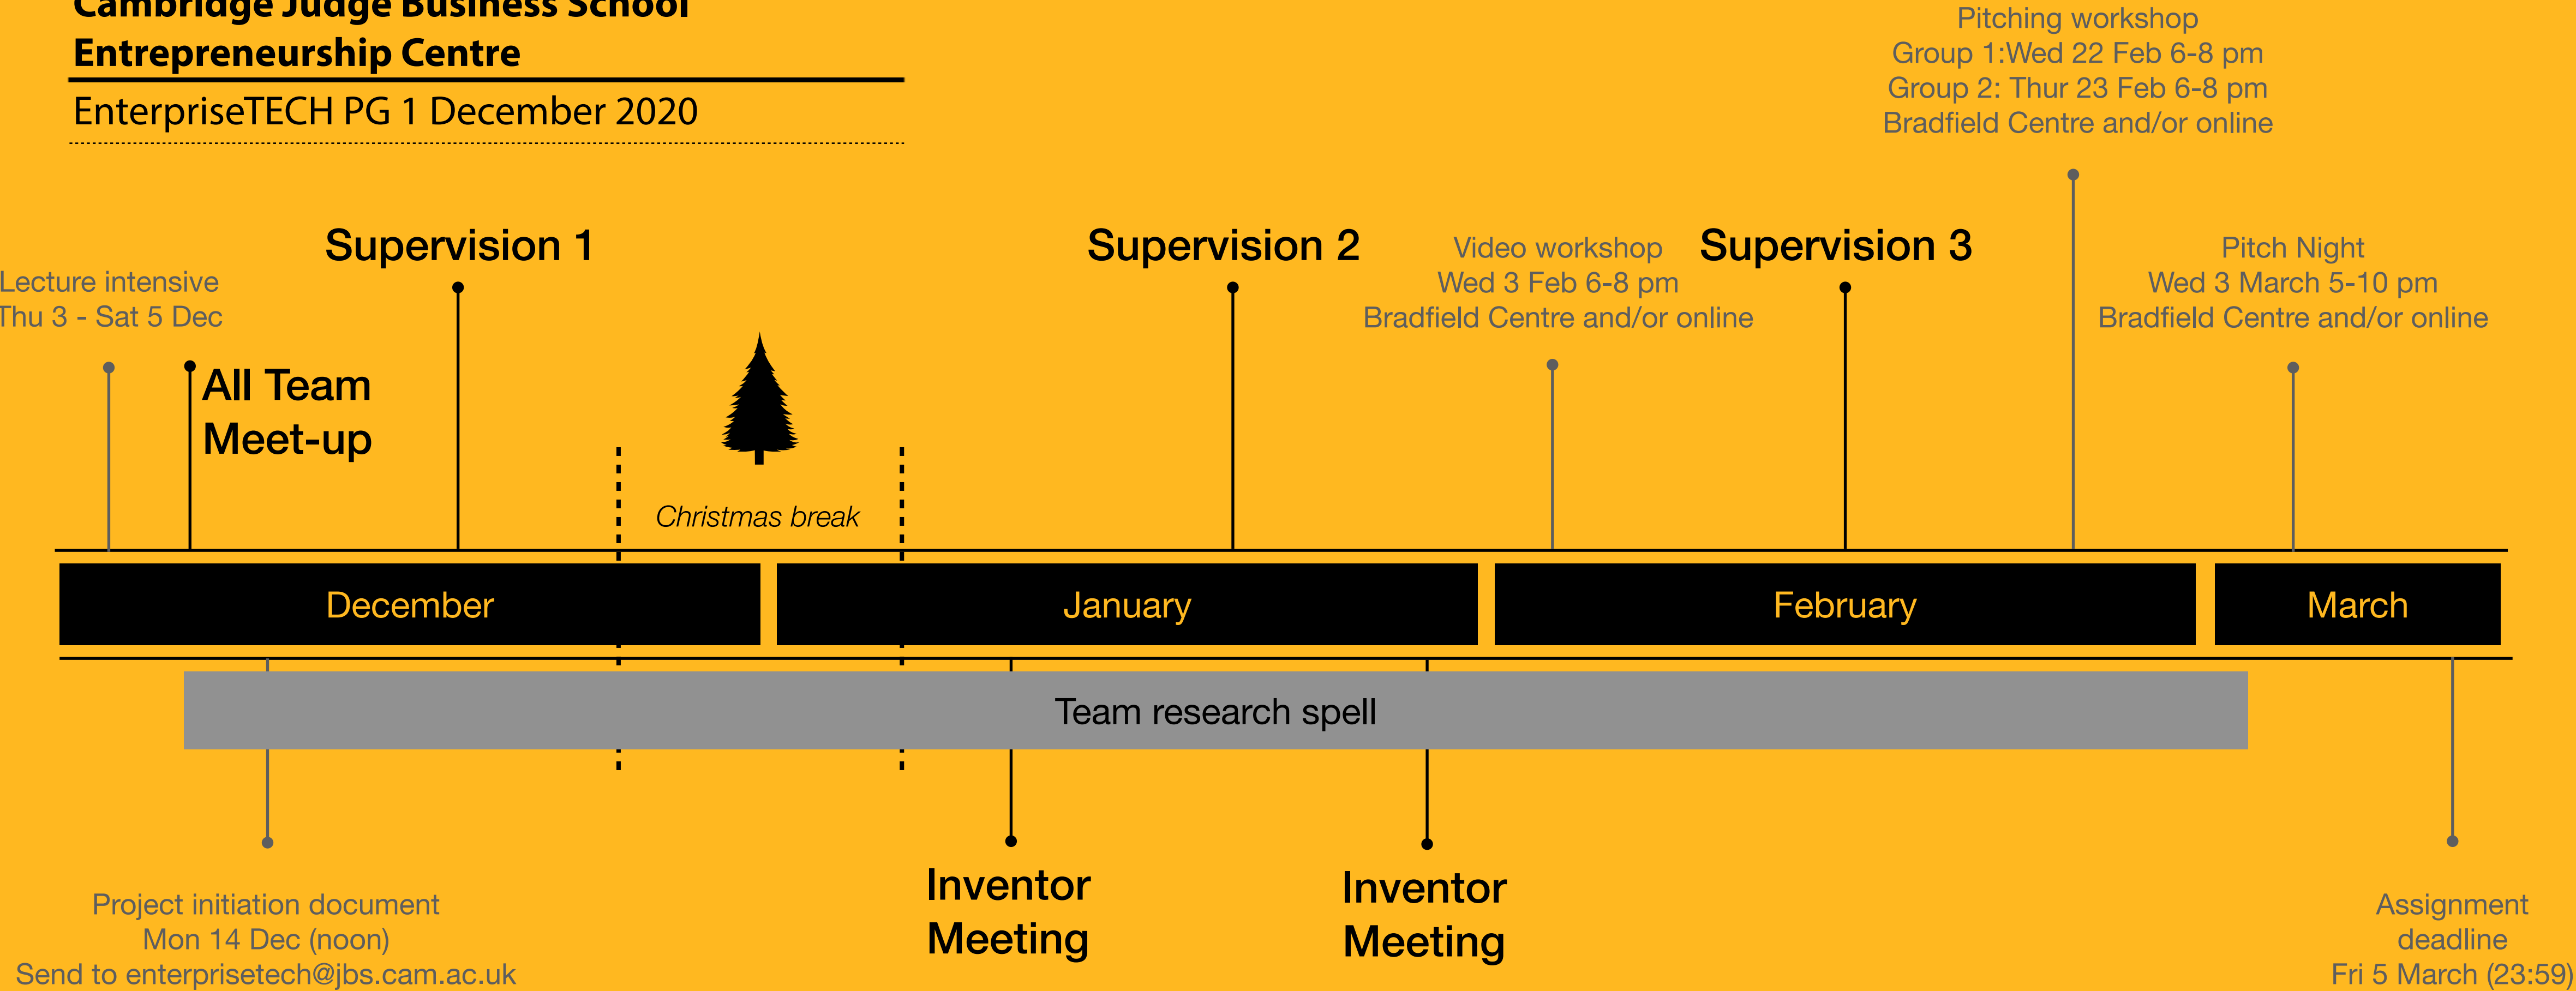 Cambridge Judge Business School
Entrepreneurship Centre
EnterpriseTECH PG 1 December 2020
Pitching workshop
Group 1:Wed 22 Feb 6-8 pm
Group 2: Thur 23 Feb 6-8 pm
Bradfield Centre and/or online
Lecture intensive
Thu 3 - Sat 5 Dec
All Team
Meet-up
Supervision 1
Christmas break
Supervision 2
Video workshop
Wed 3 Feb 6-8 pm
Bradfield Centre and/or online
Supervision 3
Pitch Night
Wed 3 March 5-10 pm
Bradfield Centre and/or online
December
January
February
March
Team research spell
Project initiation document
Mon 14 Dec (noon)
Send to enterprisetech@jbs.cam.ac.uk
Inventor
Meeting
Inventor
Meeting
Assignment
deadline
Fri 5 March (23:59)